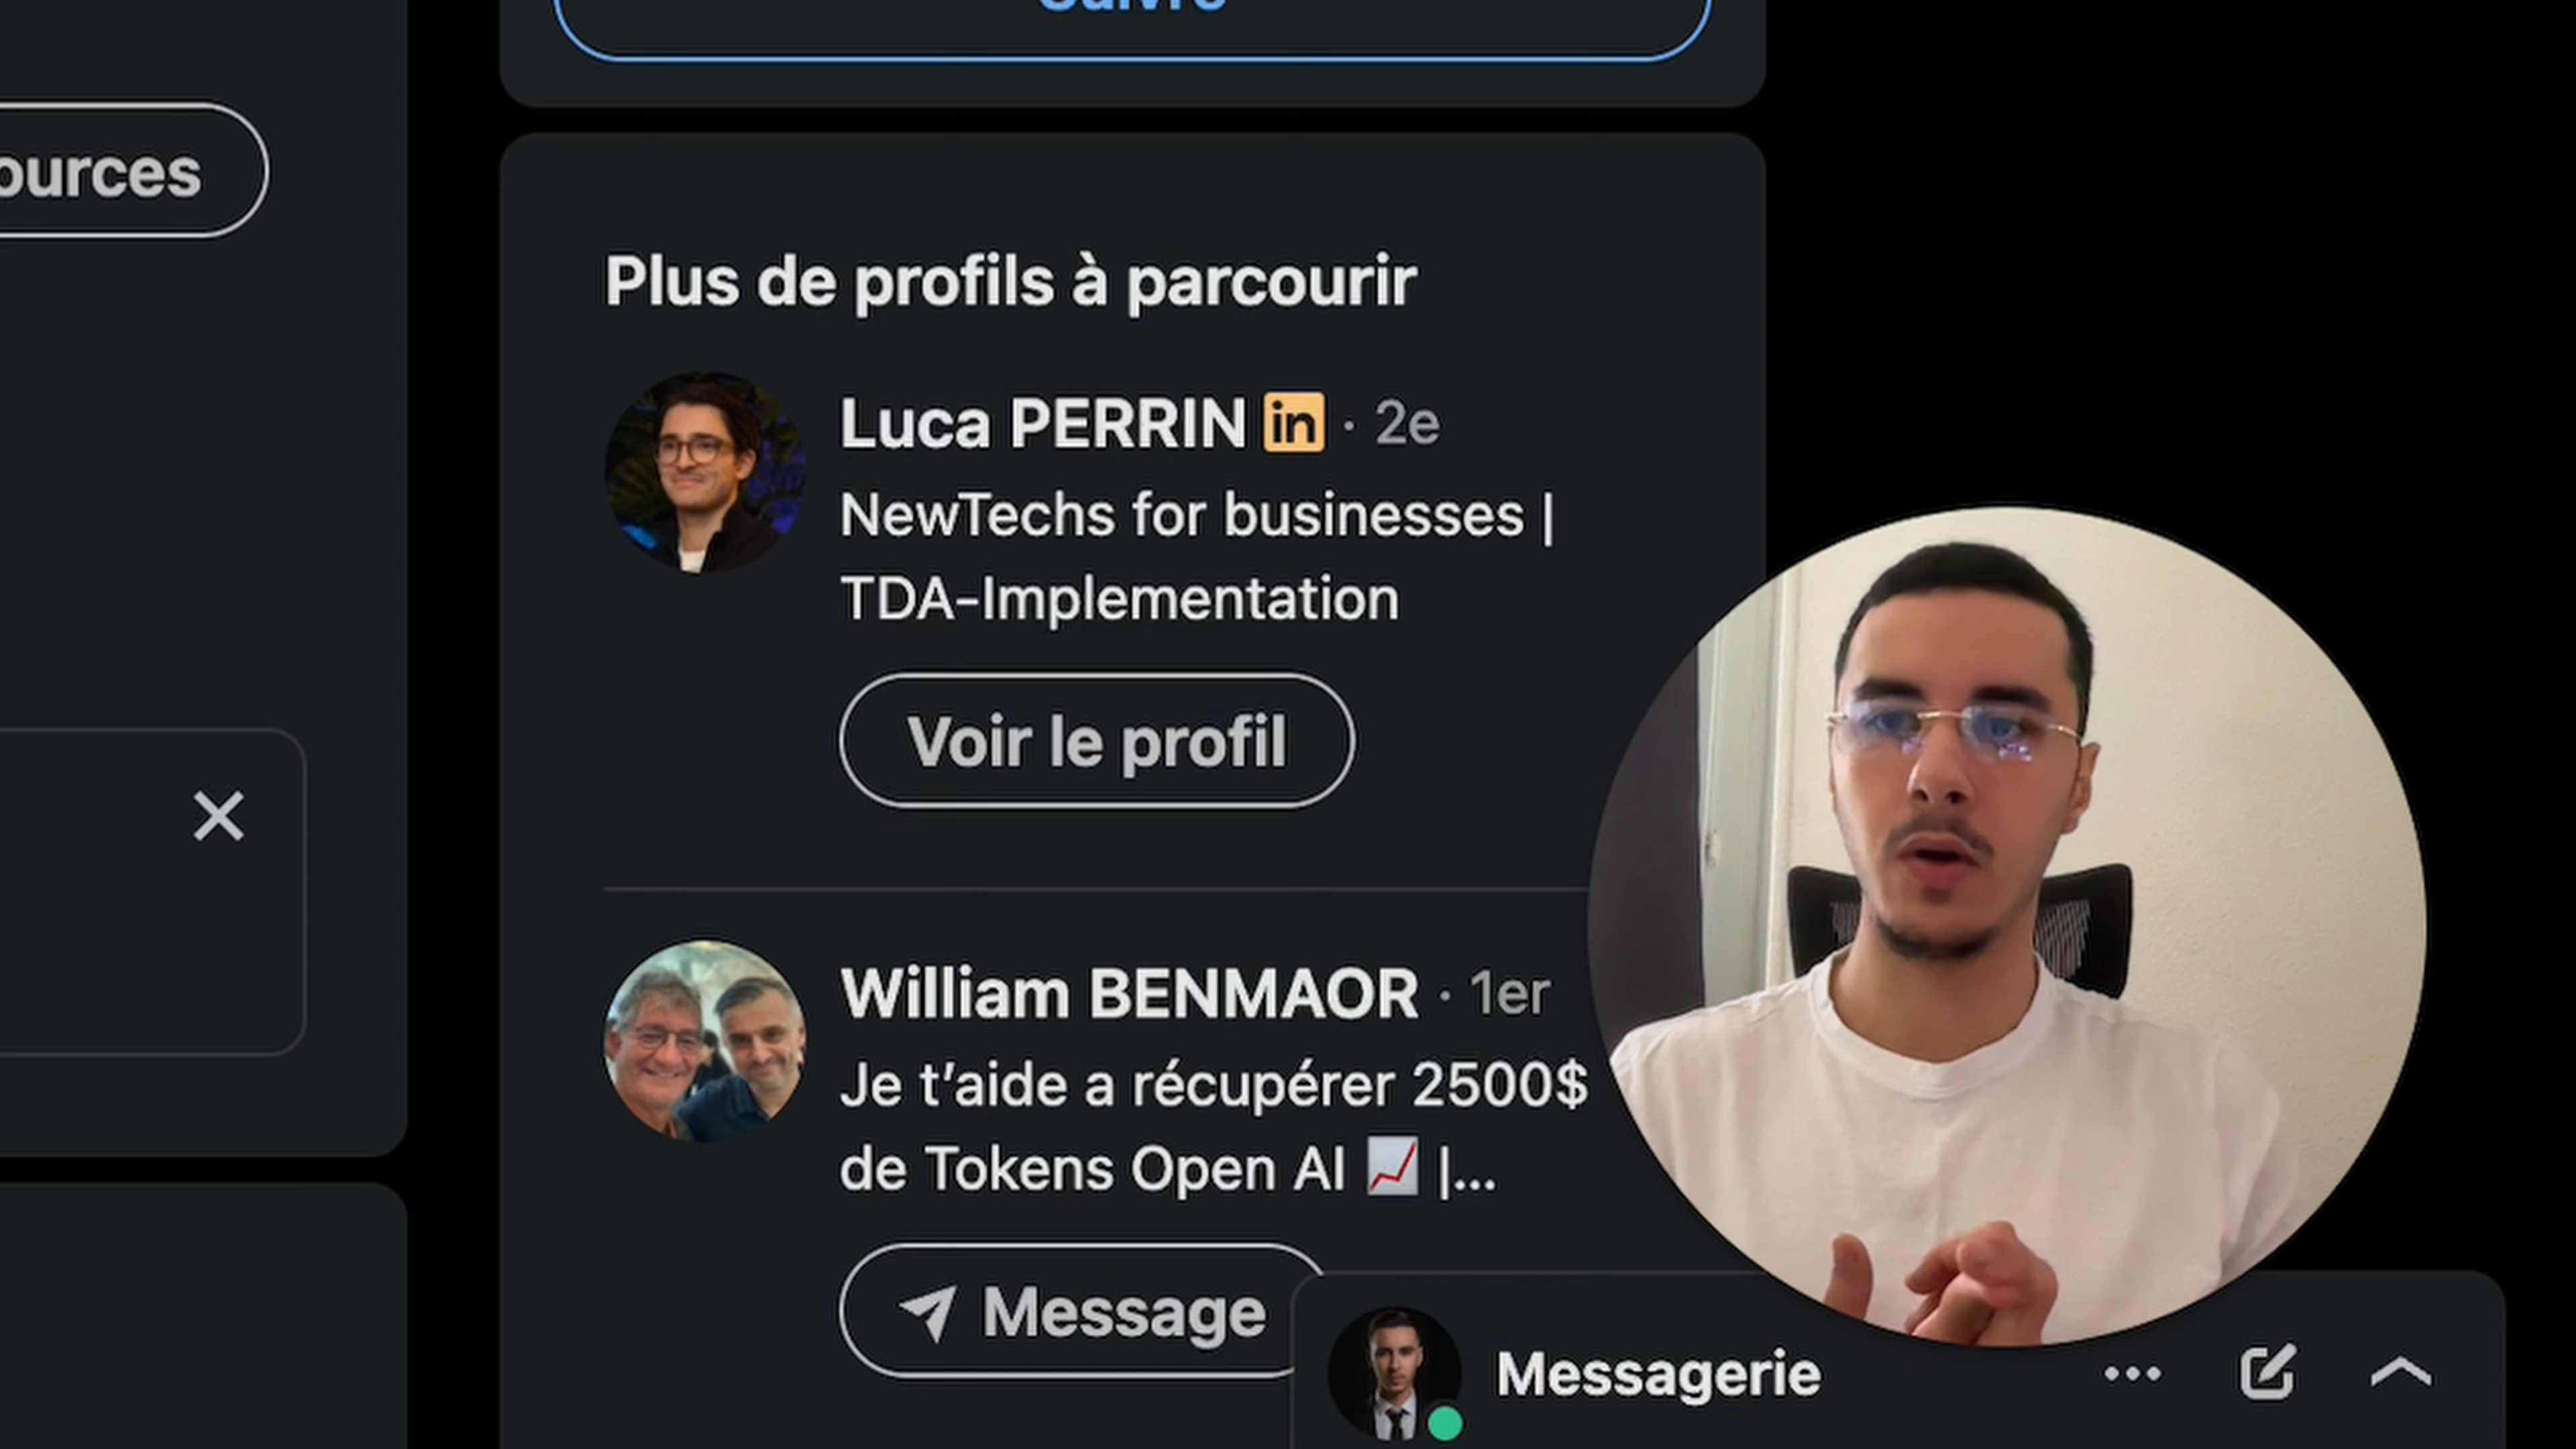 Suivre
ources
Plus de profils à parcourir
Luca PERRIN in · 2e
NewTechs for businesses |
TDA-Implementation
Voir le profil
William BENMAOR · 1er
Je t’aide a récupérer 2500$
de Tokens Open AI 📈 |...
Message
Messagerie